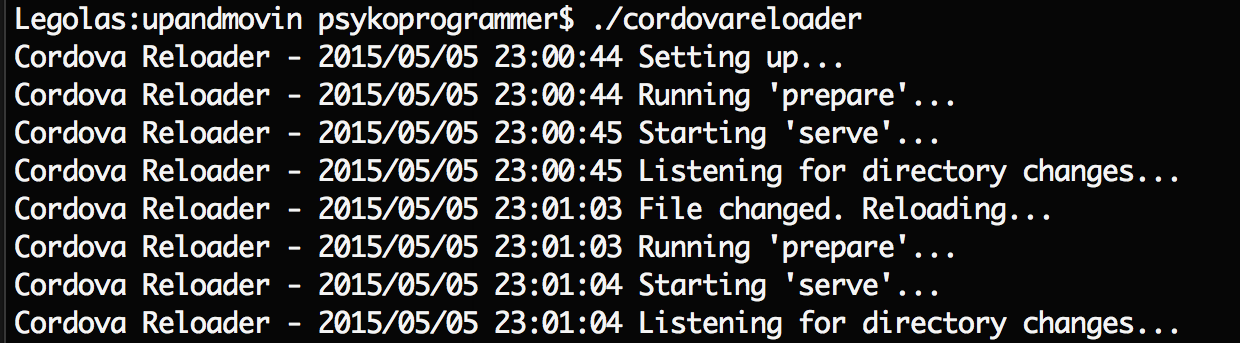 Legolas:upandmovin psykoprogrammer$ ./cordovareloader
Cordova Reloader - 2015/05/05 23:00:44 Setting up...
Cordova Reloader - 2015/05/05 23:00:44 Running 'prepare'...
Cordova Reloader - 2015/05/05 23:00:45 Starting 'serve'...
Cordova Reloader - 2015/05/05 23:00:45 Listening for directory changes...
Cordova Reloader - 2015/05/05 23:01:03 File changed. Reloading...
Cordova Reloader - 2015/05/05 23:01:03 Running 'prepare'...
Cordova Reloader - 2015/05/05 23:01:04 Starting 'serve'...
Cordova Reloader - 2015/05/05 23:01:04 Listening for directory changes...